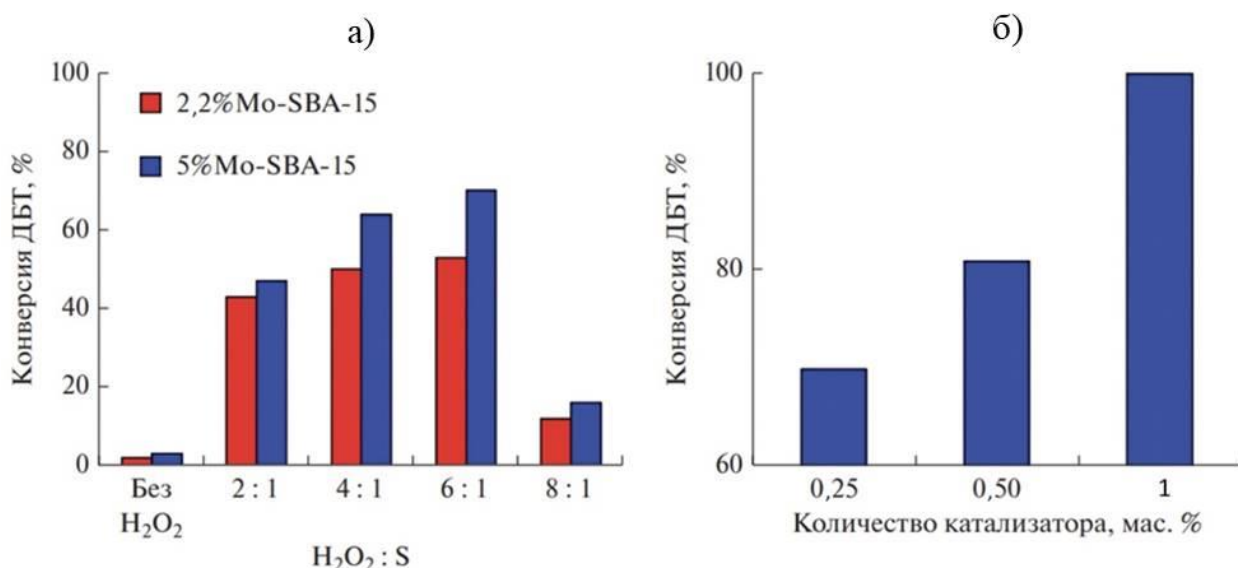 а)
100
80
60
40
20
0
Конверсия ДБТ, %
2,2%Mo-SBA-15
5%Mo-SBA-15
Без H₂O₂
2 : 1
4 : 1
6 : 1
8 : 1
H₂O₂ : S
б)
100
80
60
Конверсия ДБТ, %
0,25
0,50
1
Количество катализатора, мас. %